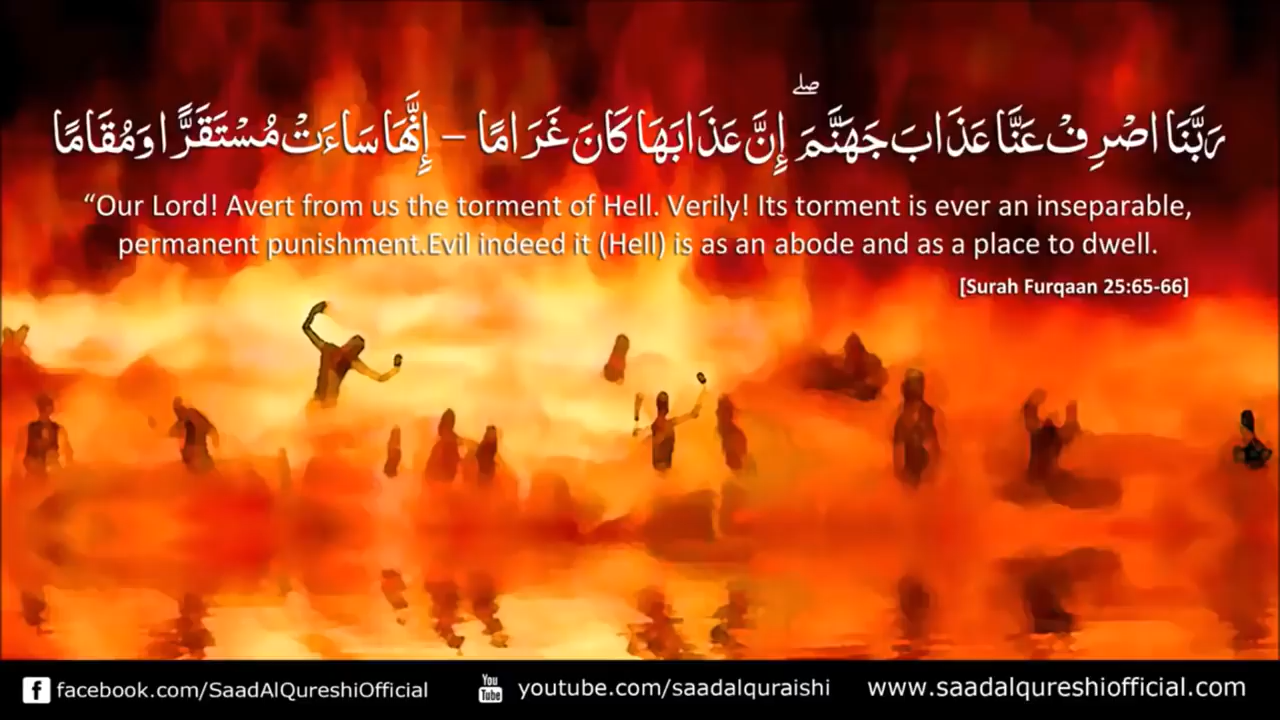 رَبَّنَا اصْرِفْ عَنَّا عَذَابَ جَهَنَّمَ ۖ إِنَّ عَذَابَهَا كَانَ غَرَامًا – إِنَّهَا سَاءَتْ مُسْتَقَرًّا وَمُقَامًا
“Our Lord! Avert from us the torment of Hell. Verily! Its torment is ever an inseparable,
permanent punishment.Evil indeed it (Hell) is as an abode and as a place to dwell.
[Surah Furqaan 25:65-66]
f facebook.com/SaadAlQureshiOfficial You Tube youtube.com/saadalquraishi www.saadalqureshiofficial.com